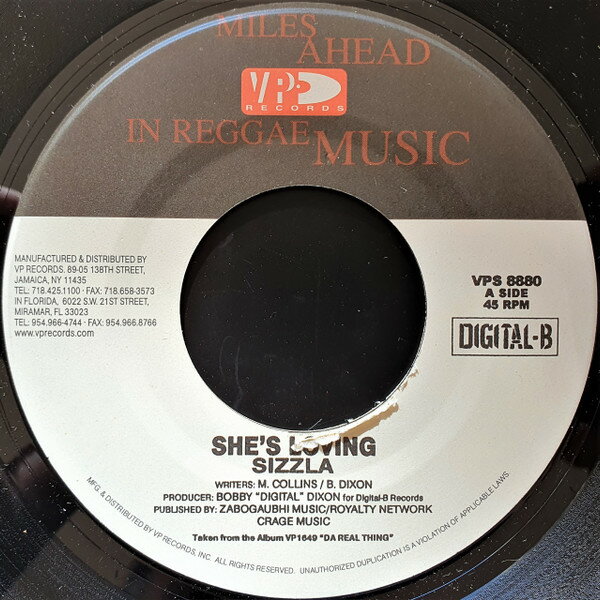 MILES
AHEAD
VP
RECORDS
IN REGGAE MUSIC
MANUFACTURED & DISTRIBUTED BY
VP RECORDS. 89-05 138TH STREET,
JAMAICA, NY 11435
TEL: 718.425.1100 · FAX: 718.658-3573
IN FLORIDA, 6022 S.W. 21ST STREET,
MIRAMAR, FL 33023
TEL: 954.966-4744 · FAX: 954.966.8766
www.vprecords.com
VPS 8880
A SIDE
45 RPM
DIGITAL-B
SHE'S LOVING
SIZZLA
WRITERS: M. COLLINS / B. DIXON
PRODUCER: BOBBY "DIGITAL" DIXON for Digital-B Records
PUBLISHED BY: ZABOGAUBHI MUSIC/ROYALTY NETWORK
CRAGE MUSIC
Taken from the Album VP1649 "DA REAL THING"
MFG. & DISTRIBUTED BY VP RECORDS, INC. ALL RIGHTS RESERVED. UNAUTHORIZED DUPLICATION IS A VIOLATION OF APPLICABLE LAWS.